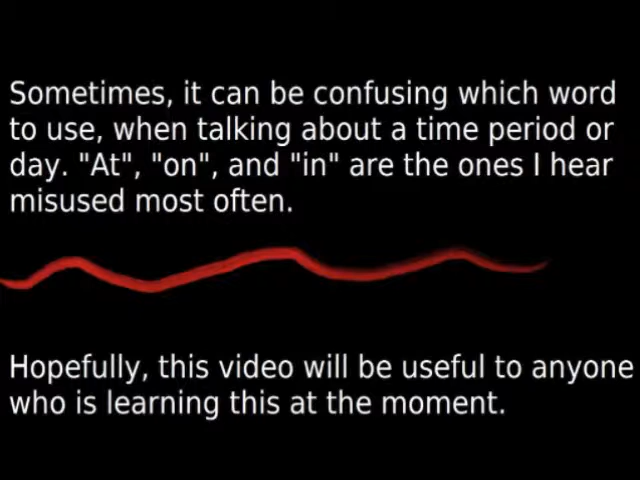 Sometimes, it can be confusing which word
to use, when talking about a time period or
day. "At", "on", and "in" are the ones I hear
misused most often.
Hopefully, this video will be useful to anyone
who is learning this at the moment.